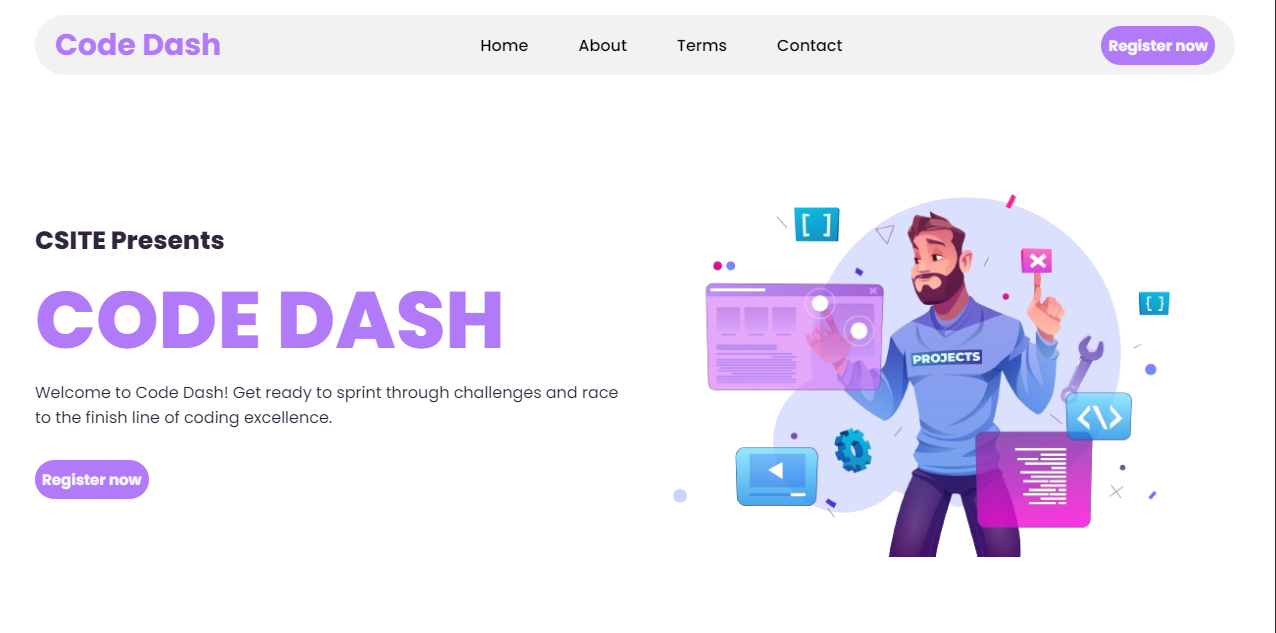 Code Dash
Home
About
Terms
Contact
Register now
CSITE Presents
CODE DASH
Welcome to Code Dash! Get ready to sprint through challenges and race
to the finish line of coding excellence.
Register now
[ ]
{ }
PROJECTS
<\>